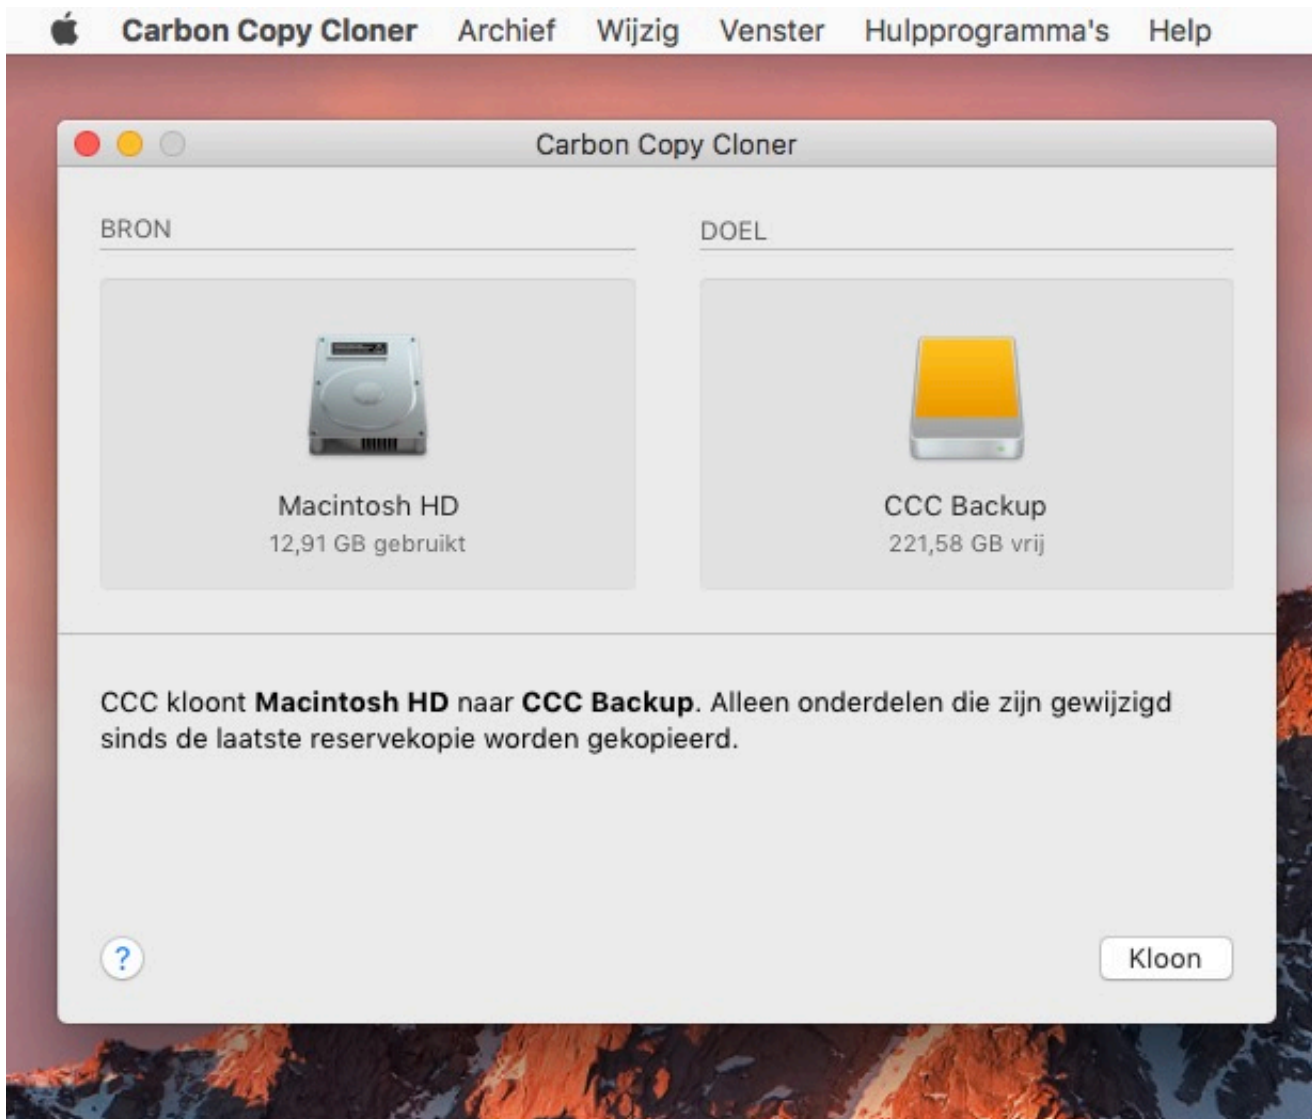 Carbon Copy Cloner Archief Wijzig Venster Hulpprogramma's Help
Carbon Copy Cloner
BRON
DOEL
Macintosh HD
12,91 GB gebruikt
CCC Backup
221,58 GB vrij
CCC kloont Macintosh HD naar CCC Backup. Alleen onderdelen die zijn gewijzigd
sinds de laatste reservekopie worden gekopieerd.
?
Kloon